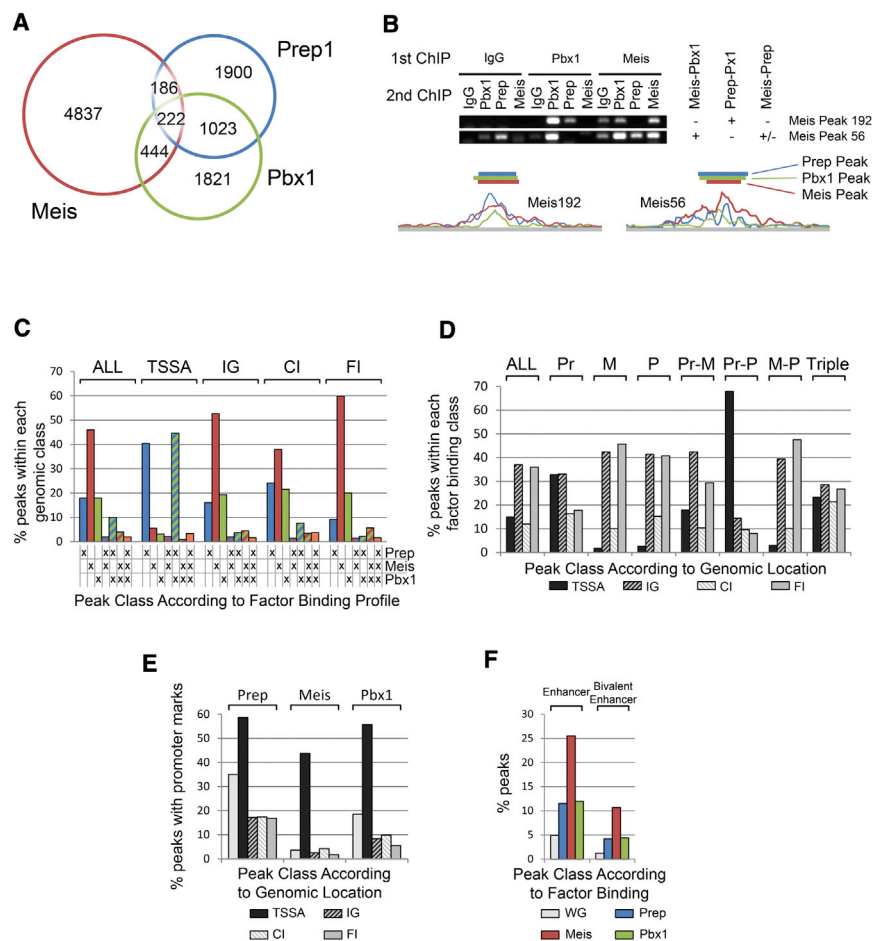 A
Prep1
1900
186
4837
222
1023
444
1821
Pbx1
Meis
B
1st ChIP
IgG
Pbx1
Meis
2nd ChIP
IgG
Pbx1
Prep
Meis
IgG
Pbx1
Prep
Meis
IgG
Pbx1
Prep
Meis
Meis-Pbx1
Prep-Px1
Meis-Prep
- + - Meis Peak 192
+ - +/- Meis Peak 56
Prep Peak
Pbx1 Peak
Meis Peak
Meis192
Meis56
C
ALL TSSA IG CI FI
% peaks within each
genomic class
70
60
50
40
30
20
10
0
x x x x x x x x x x x x x x x x x x x x Prep
x x x x x x x x x x x x x x x x x x x x Meis
x x x x x x x x x x x x x x x x x x x x Pbx1
Peak Class According to Factor Binding Profile
D
ALL Pr M P Pr-M Pr-P M-P Triple
% peaks within each
factor binding class
70
60
50
40
30
20
10
0
Peak Class According to Genomic Location
TSSA IG CI FI
E
Prep Meis Pbx1
% peaks with promoter marks
60
50
40
30
20
10
0
Peak Class According
to Genomic Location
TSSA IG
CI FI
F
Enhancer
Bivalent
Enhancer
% peaks
30
25
20
15
10
5
0
Peak Class According
to Factor Binding
WG Prep
Meis Pbx1